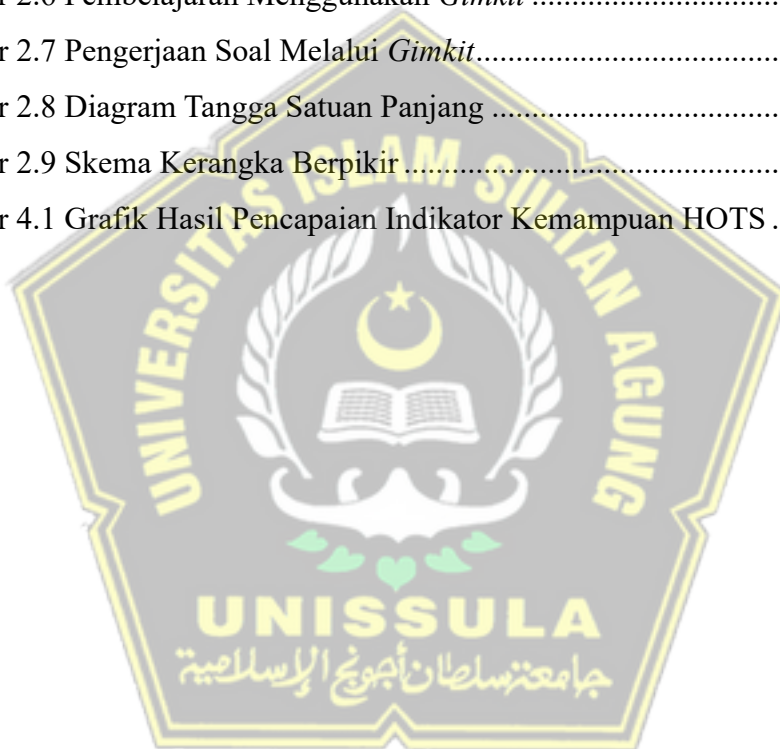 r 2.6 Pembelajaran Menggunakan Gimkit ....................................
r 2.7 Pengerjaan Soal Melalui Gimkit............................................
r 2.8 Diagram Tangga Satuan Panjang ..........................................
r 2.9 Skema Kerangka Berpikir .....................................................
r 4.1 Grafik Hasil Pencapaian Indikator Kemampuan HOTS .
UNIVERSITAS ISLAM SULTAN AGUNG
UNISSULA
جامعة سلطان أجونج الإسلامية